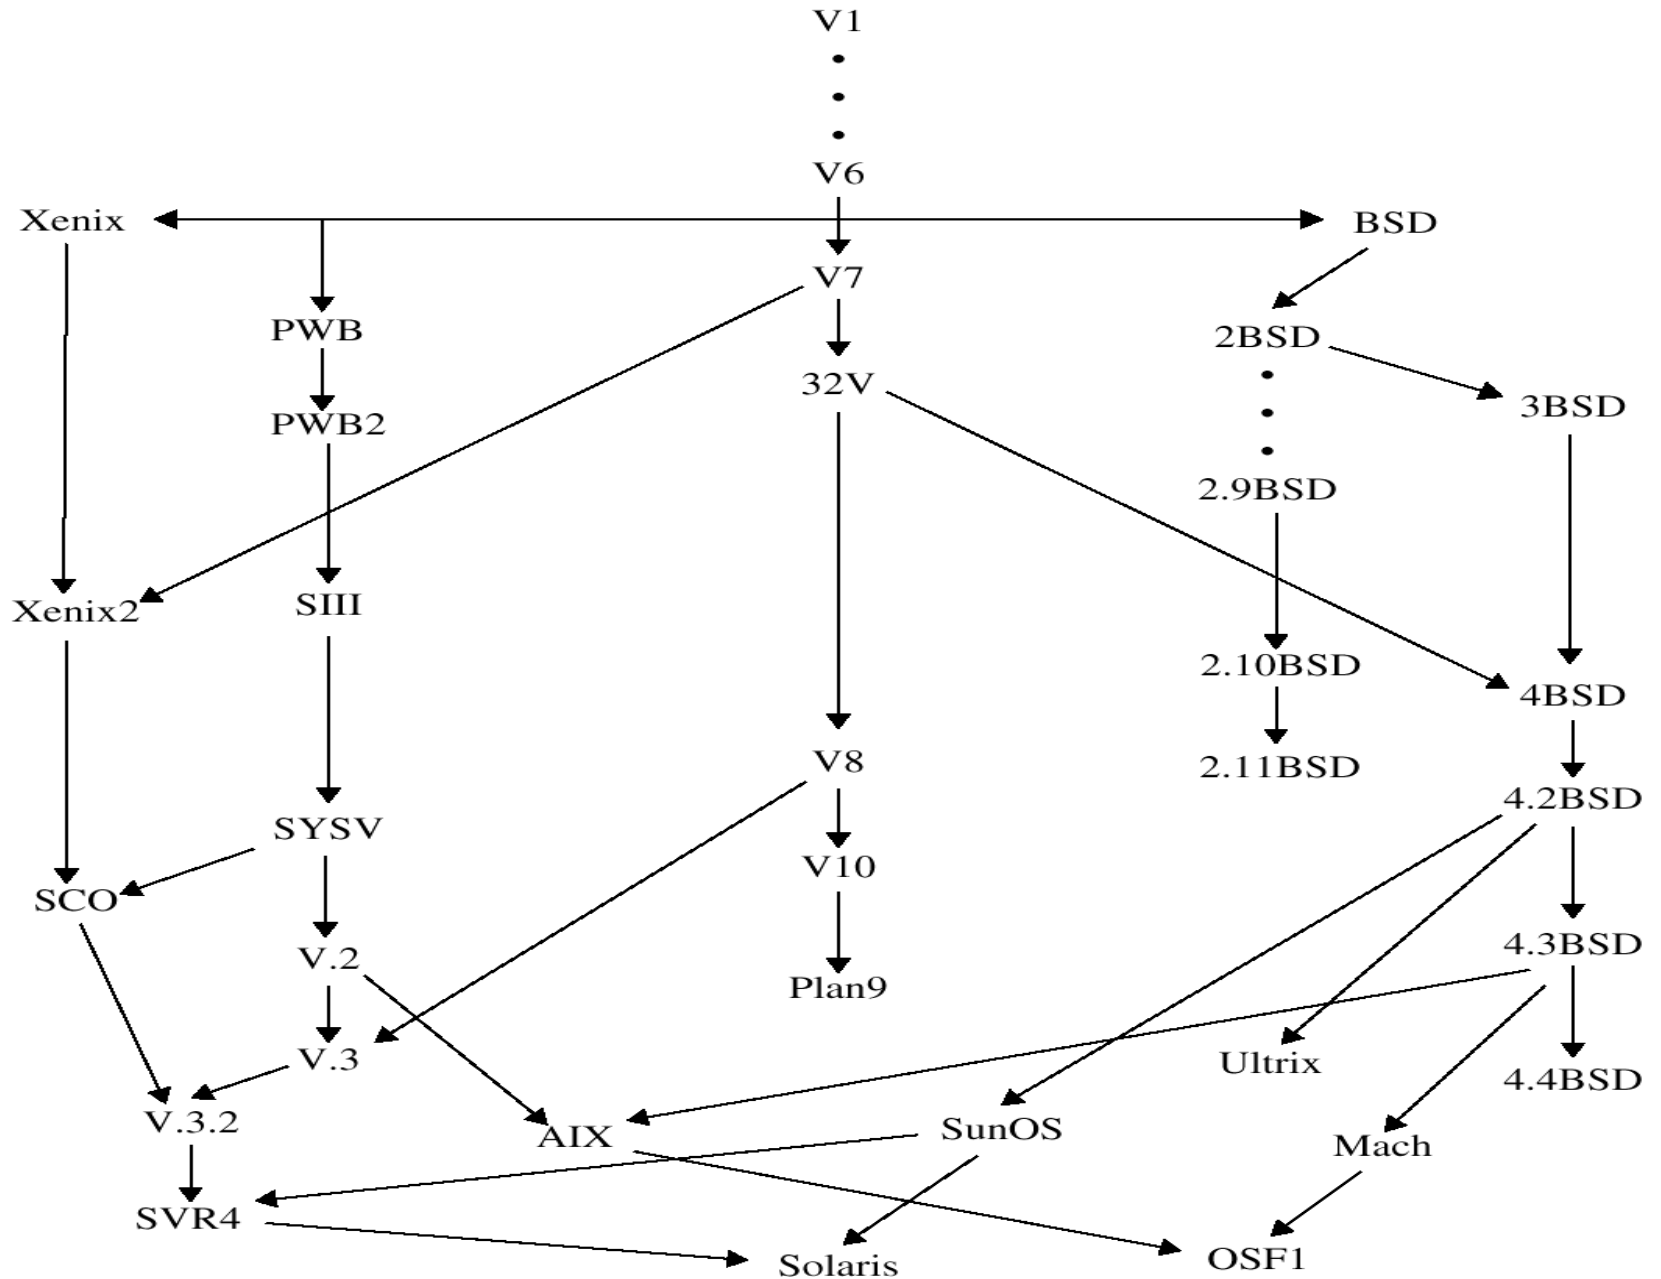 V1
V6
Xenix
BSD
V7
PWB
2BSD
32V
3BSD
PWB2
2.9BSD
Xenix2
SIII
2.10BSD
4BSD
V8
2.11BSD
4.2BSD
SYSV
V10
SCO
4.3BSD
V.2
Plan9
V.3
Ultrix
4.4BSD
V.3.2
AIX
SunOS
Mach
SVR4
Solaris
OSF1